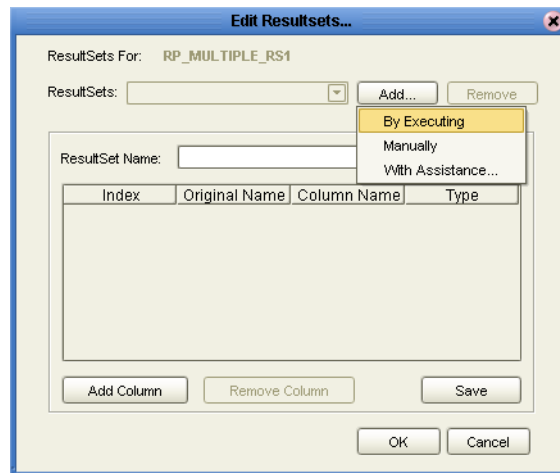 Edit Resultsets...
ResultSets For: RP_MULTIPLE_RS1
ResultSets: Add... Remove
By Executing
Manually
With Assistance...
ResultSet Name:
Index Original Name Column Name Type
Add Column Remove Column Save
OK Cancel